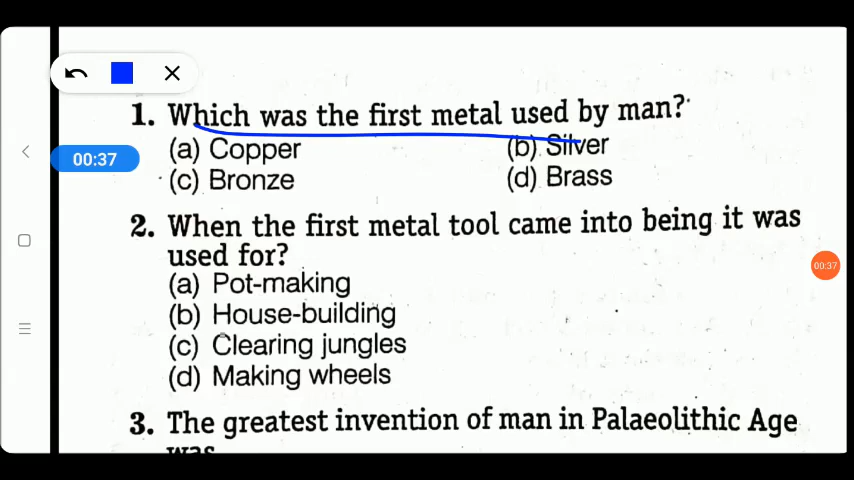 1. Which was the first metal used by man?
00:37
(a) Copper (b) Silver
(c) Bronze (d) Brass
2. When the first metal tool came into being it was
used for?
00:37
(a) Pot-making
(b) House-building
(c) Clearing jungles
(d) Making wheels
3. The greatest invention of man in Palaeolithic Age
was